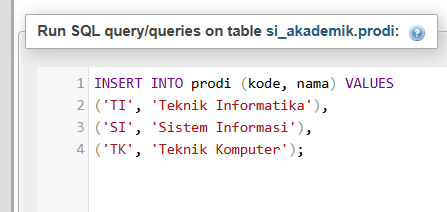 Run SQL query/queries on table si_akademik.prodi:
1 INSERT INTO prodi (kode, nama) VALUES
2 ('TI', 'Teknik Informatika'),
3 ('SI', 'Sistem Informasi'),
4 ('TK', 'Teknik Komputer');